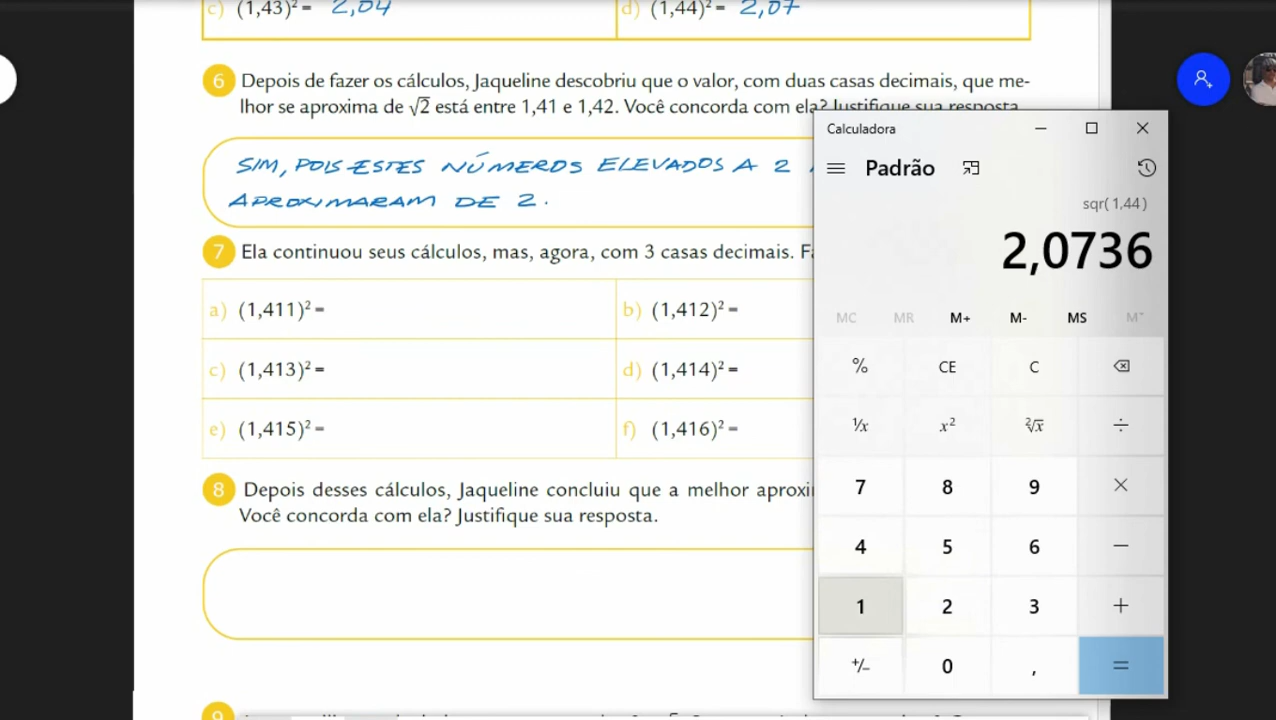 c) (1,43)² = 2,04
d) (1,44)² = 2,07
6 Depois de fazer os cálculos, Jaqueline descobriu que o valor, com duas casas decimais, que me-
lhor se aproxima de √2 está entre 1,41 e 1,42. Você concorda com ela? Justifique sua resposta.
SIM, POIS ESTES NÚMEROS ELEVADOS A 2
APROXIMARAM DE 2.
7 Ela continuou seus cálculos, mas, agora, com 3 casas decimais.
a) (1,411)² =
b) (1,412)² =
c) (1,413)² =
d) (1,414)² =
e) (1,415)² =
f) (1,416)² =
8 Depois desses cálculos, Jaqueline concluiu que a melhor
Você concorda com ela? Justifique sua resposta.
9
Calculadora
Padrão
sqr( 1,44 )
2,0736
MC MR M+ M- MS M˅
% CE C
¹/x x² ²√x ÷
7 8 9 ×
4 5 6 −
1 2 3 +
+/− 0 , =